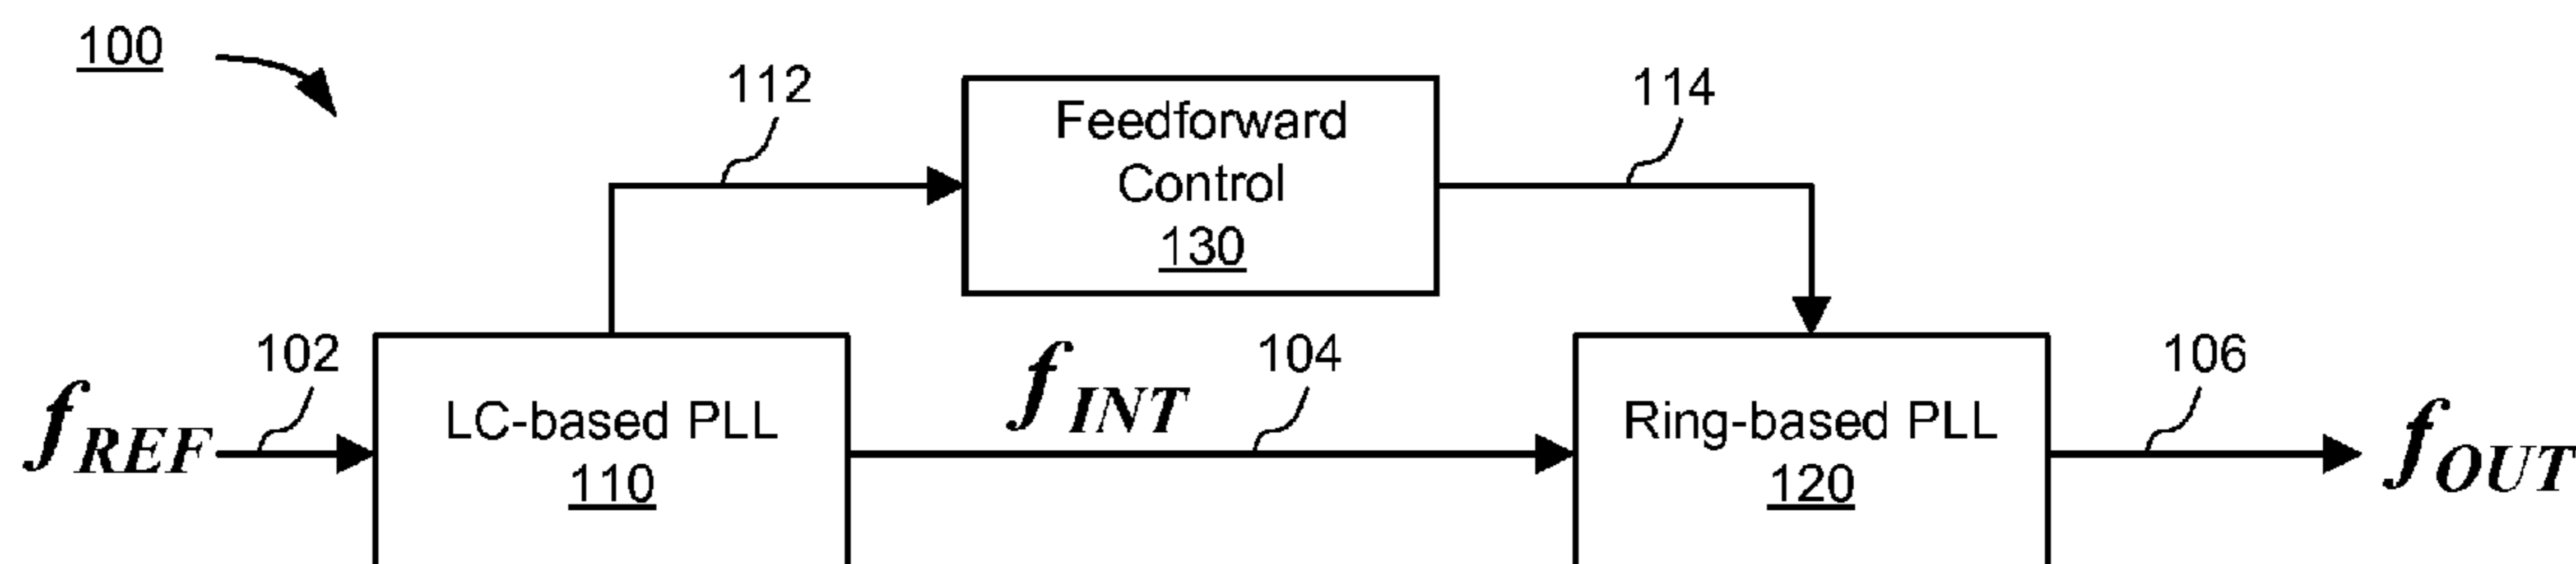 100
112
Feedforward
Control
130
114
f_REF
102
LC-based PLL
110
f_INT
104
Ring-based PLL
120
106
f_OUT